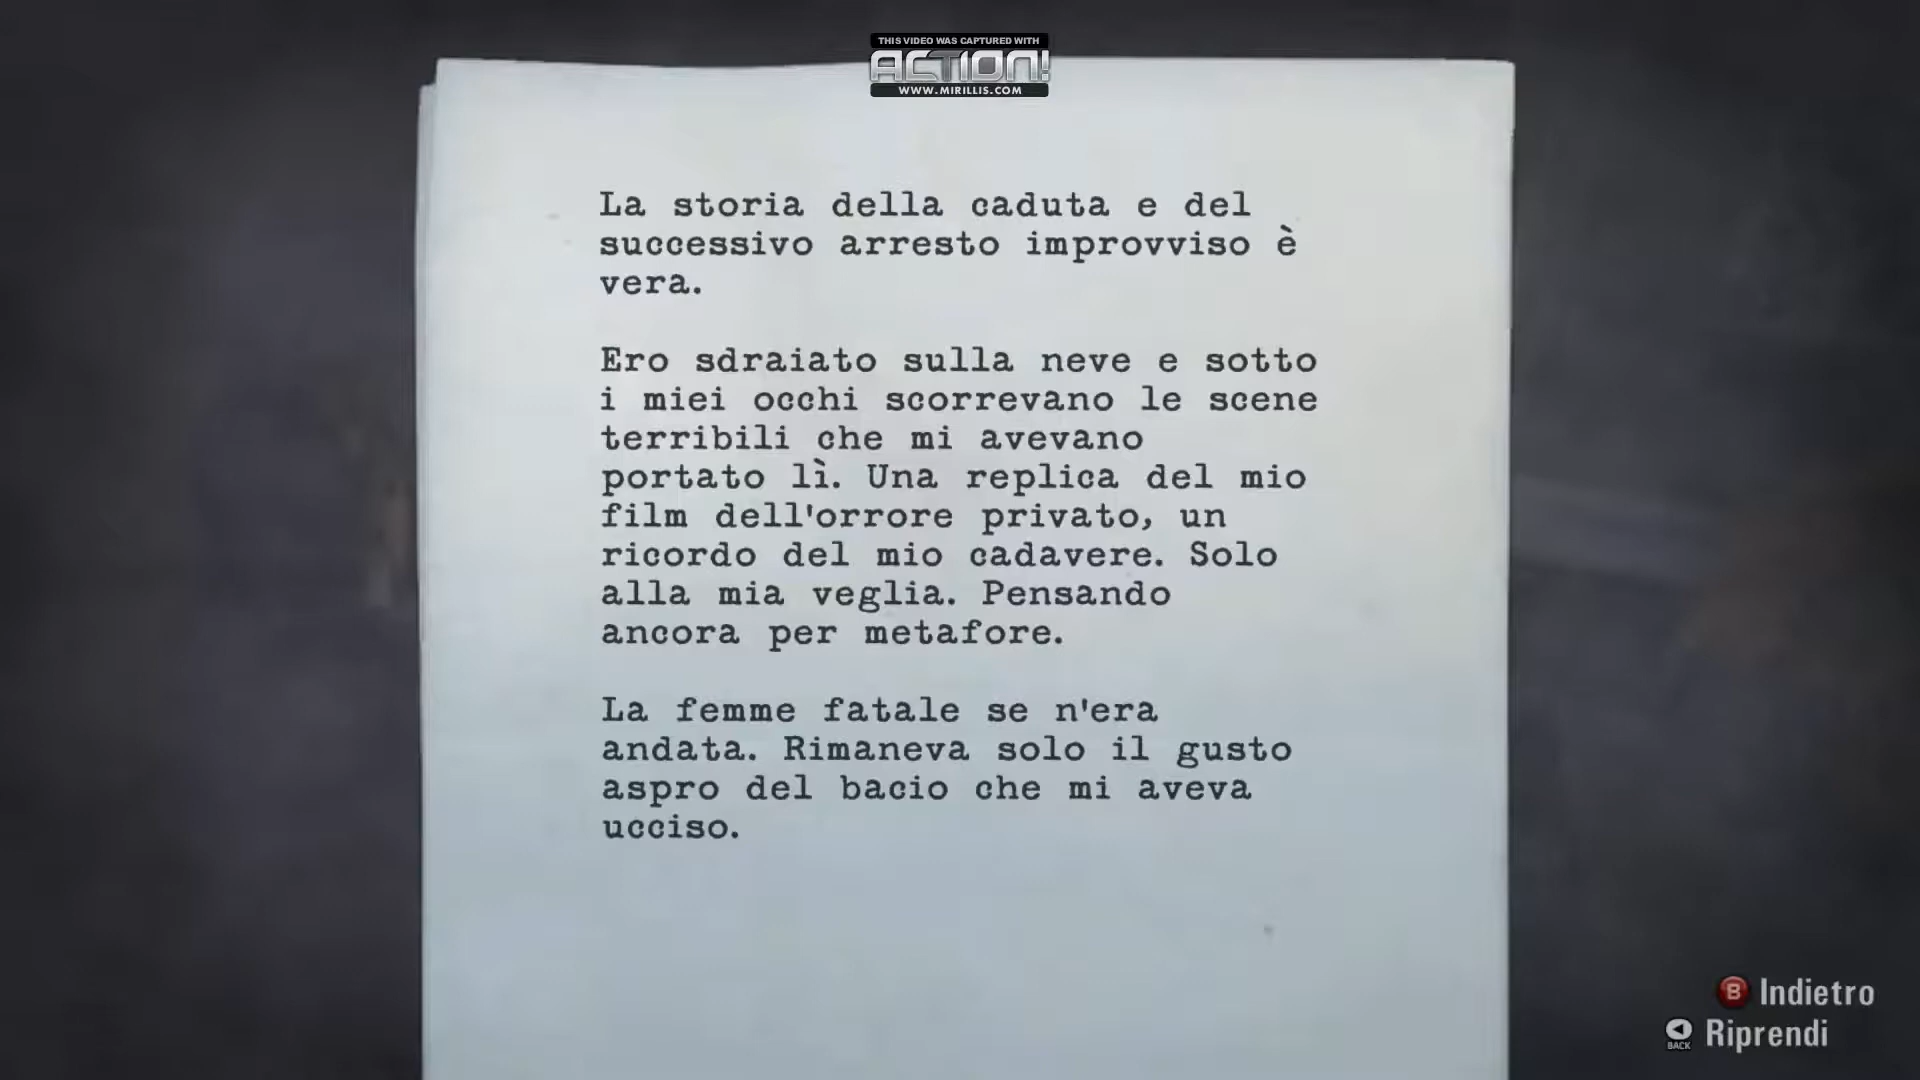 THIS VIDEO WAS CAPTURED WITH
ACTION!
WWW.MIRILLIS.COM
La storia della caduta e del
successivo arresto improvviso è
vera.
Ero sdraiato sulla neve e sotto
i miei occhi scorrevano le scene
terribili che mi avevano
portato lì. Una replica del mio
film dell'orrore privato, un
ricordo del mio cadavere. Solo
alla mia veglia. Pensando
ancora per metafore.
La femme fatale se n'era
andata. Rimaneva solo il gusto
aspro del bacio che mi aveva
ucciso.
B Indietro
BACK Riprendi